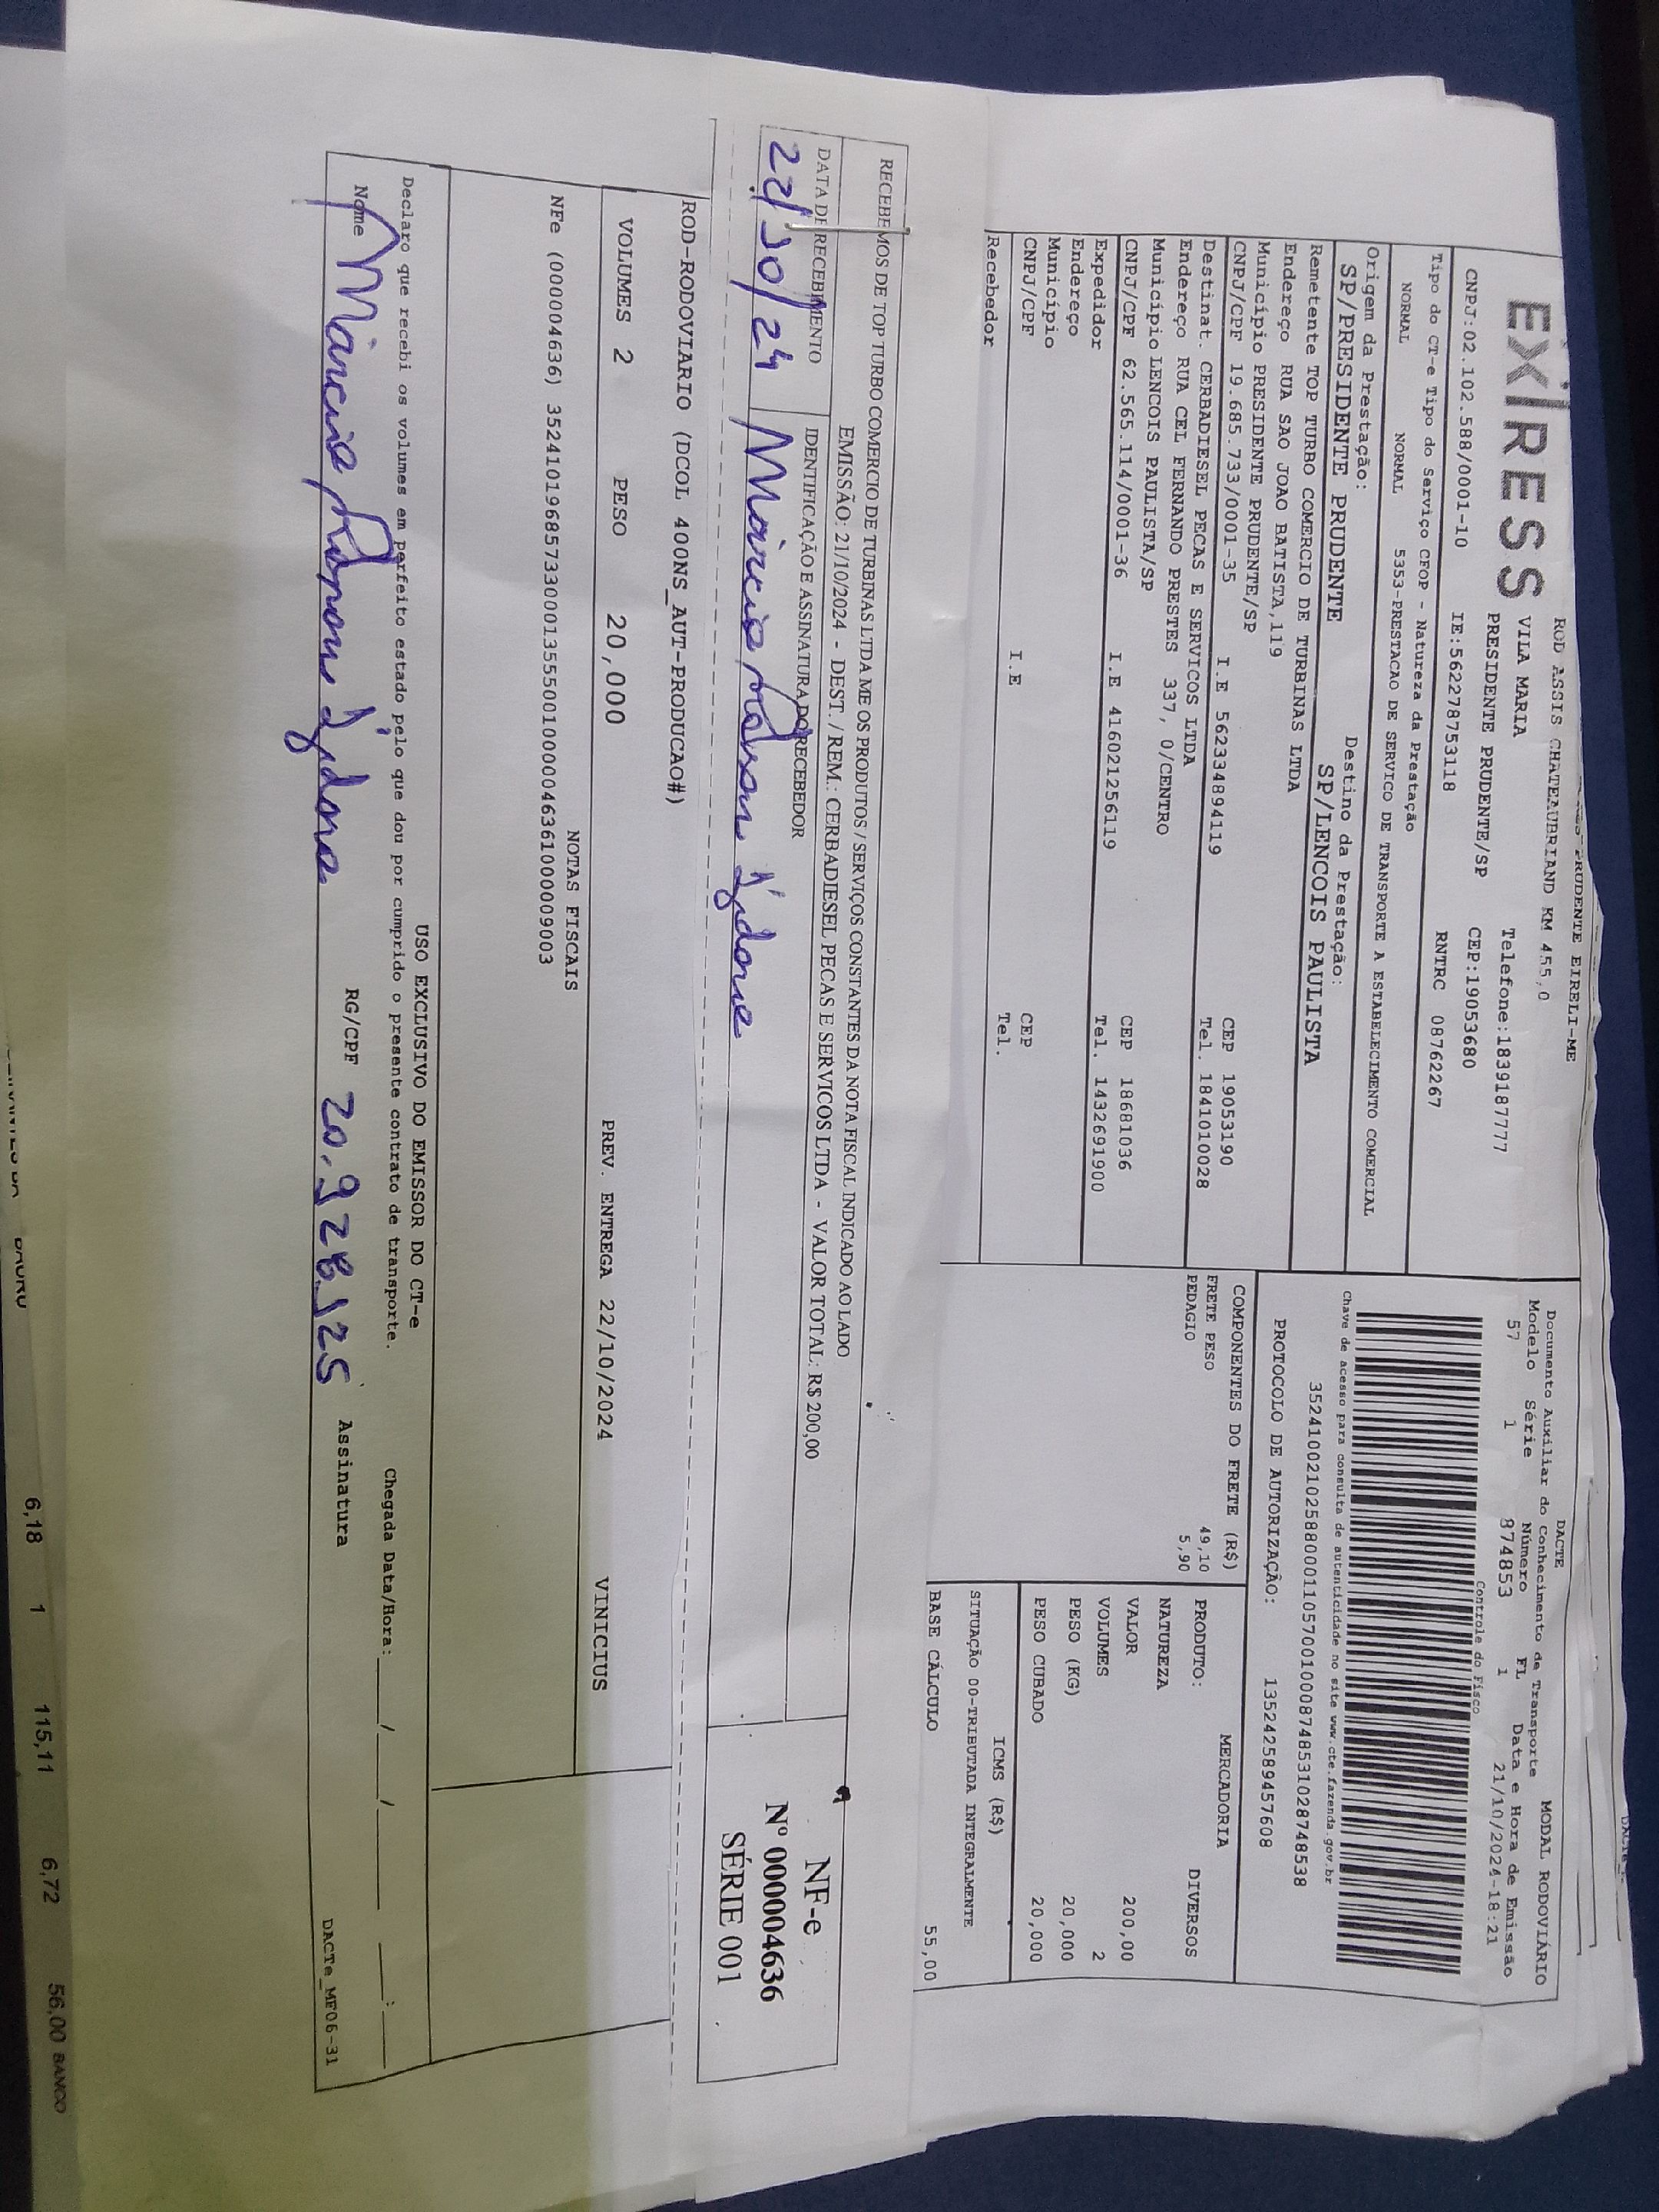 PRUDENTE EIRELI-ME
EXPRESS
ROD ASSIS CHATEAUBRIAND KM 455,0
VILA MARIA Telefone:1839187777
PRESIDENTE PRUDENTE/SP CEP:19053680
CNPJ:02.102.588/0001-10 IE:562278753118 RNTRC 08762267
Tipo do CT-e Tipo do Serviço CFOP - Natureza da Prestação
NORMAL NORMAL 5353-PRESTACAO DE SERVICO DE TRANSPORTE A ESTABELECIMENTO COMERCIAL
Origem da Prestação: Destino da Prestação:
SP/PRESIDENTE PRUDENTE SP/LENCOIS PAULISTA
Remetente TOP TURBO COMERCIO DE TURBINAS LTDA
Endereço RUA SAO JOAO BATISTA,119
Município PRESIDENTE PRUDENTE/SP CEP 19053190
CNPJ/CPF 19.685.733/0001-35 I.E 562334894119 Tel. 1841010028
Destinat. CERBADIESEL PECAS E SERVICOS LTDA
Endereço RUA CEL FERNANDO PRESTES 337, 0/CENTRO
Município LENCOIS PAULISTA/SP CEP 18681036
CNPJ/CPF 62.565.114/0001-36 I.E 416021256119 Tel. 1432691900
Expedidor
Endereço
Município CEP
CNPJ/CPF I.E Tel.
Recebedor
DACTE MODAL RODOVIÁRIO
Documento Auxiliar do Conhecimento de Transporte
Modelo Série Número FL Data e Hora de Emissão
57 1 874853 1 21/10/2024-18:21
Controle do Fisco
Chave de acesso para consulta de autenticidade no site www.cte.fazenda.gov.br
35241002102588000110570010008748531028748538
PROTOCOLO DE AUTORIZAÇÃO: 135242589457608
COMPONENTES DO FRETE (R$)
FRETE PESO 49,10
PEDAGIO 5,90
MERCADORIA
PRODUTO: DIVERSOS
NATUREZA
VALOR 200,00
VOLUMES 2
PESO (KG) 20,000
PESO CUBADO 20,000
ICMS (R$)
SITUAÇÃO 00-TRIBUTADA INTEGRALMENTE
BASE CÁLCULO 55,00
RECEBEMOS DE TOP TURBO COMERCIO DE TURBINAS LTDA ME OS PRODUTOS / SERVIÇOS CONSTANTES DA NOTA FISCAL INDICADO AO LADO
EMISSÃO: 21/10/2024 - DEST. / REM.: CERBADIESEL PECAS E SERVICOS LTDA - VALOR TOTAL: R$ 200,00
DATA DE RECEBIMENTO IDENTIFICAÇÃO E ASSINATURA DO RECEBEDOR
22/10/24 Marcio
NF-e
Nº 000004636
SÉRIE 001
ROD-RODOVIARIO (DCOL 400NS_AUT-PRODUCAO#)
VOLUMES 2 PESO 20,000 PREV. ENTREGA 22/10/2024 VINICIUS
NOTAS FISCAIS
NFe (000004636) 35241019685733000135550010000046361000009003
USO EXCLUSIVO DO EMISSOR DO CT-e
Declaro que recebi os volumes em perfeito estado pelo que dou por cumprido o presente contrato de transporte. Chegada Data/Hora: / / :
Nome Marcio RG/CPF 20.928.125 Assinatura
DACTe_MF06-31
6,18 1 115,11 6,72 56,00 BANCO
BAURU